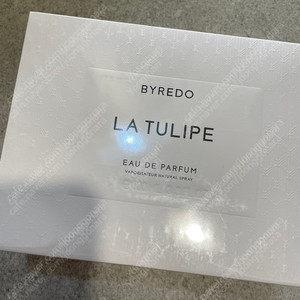 BYREDO
LA TULIPE
EAU DE PARFUM
VAPORISATEUR NATURAL SPRAY